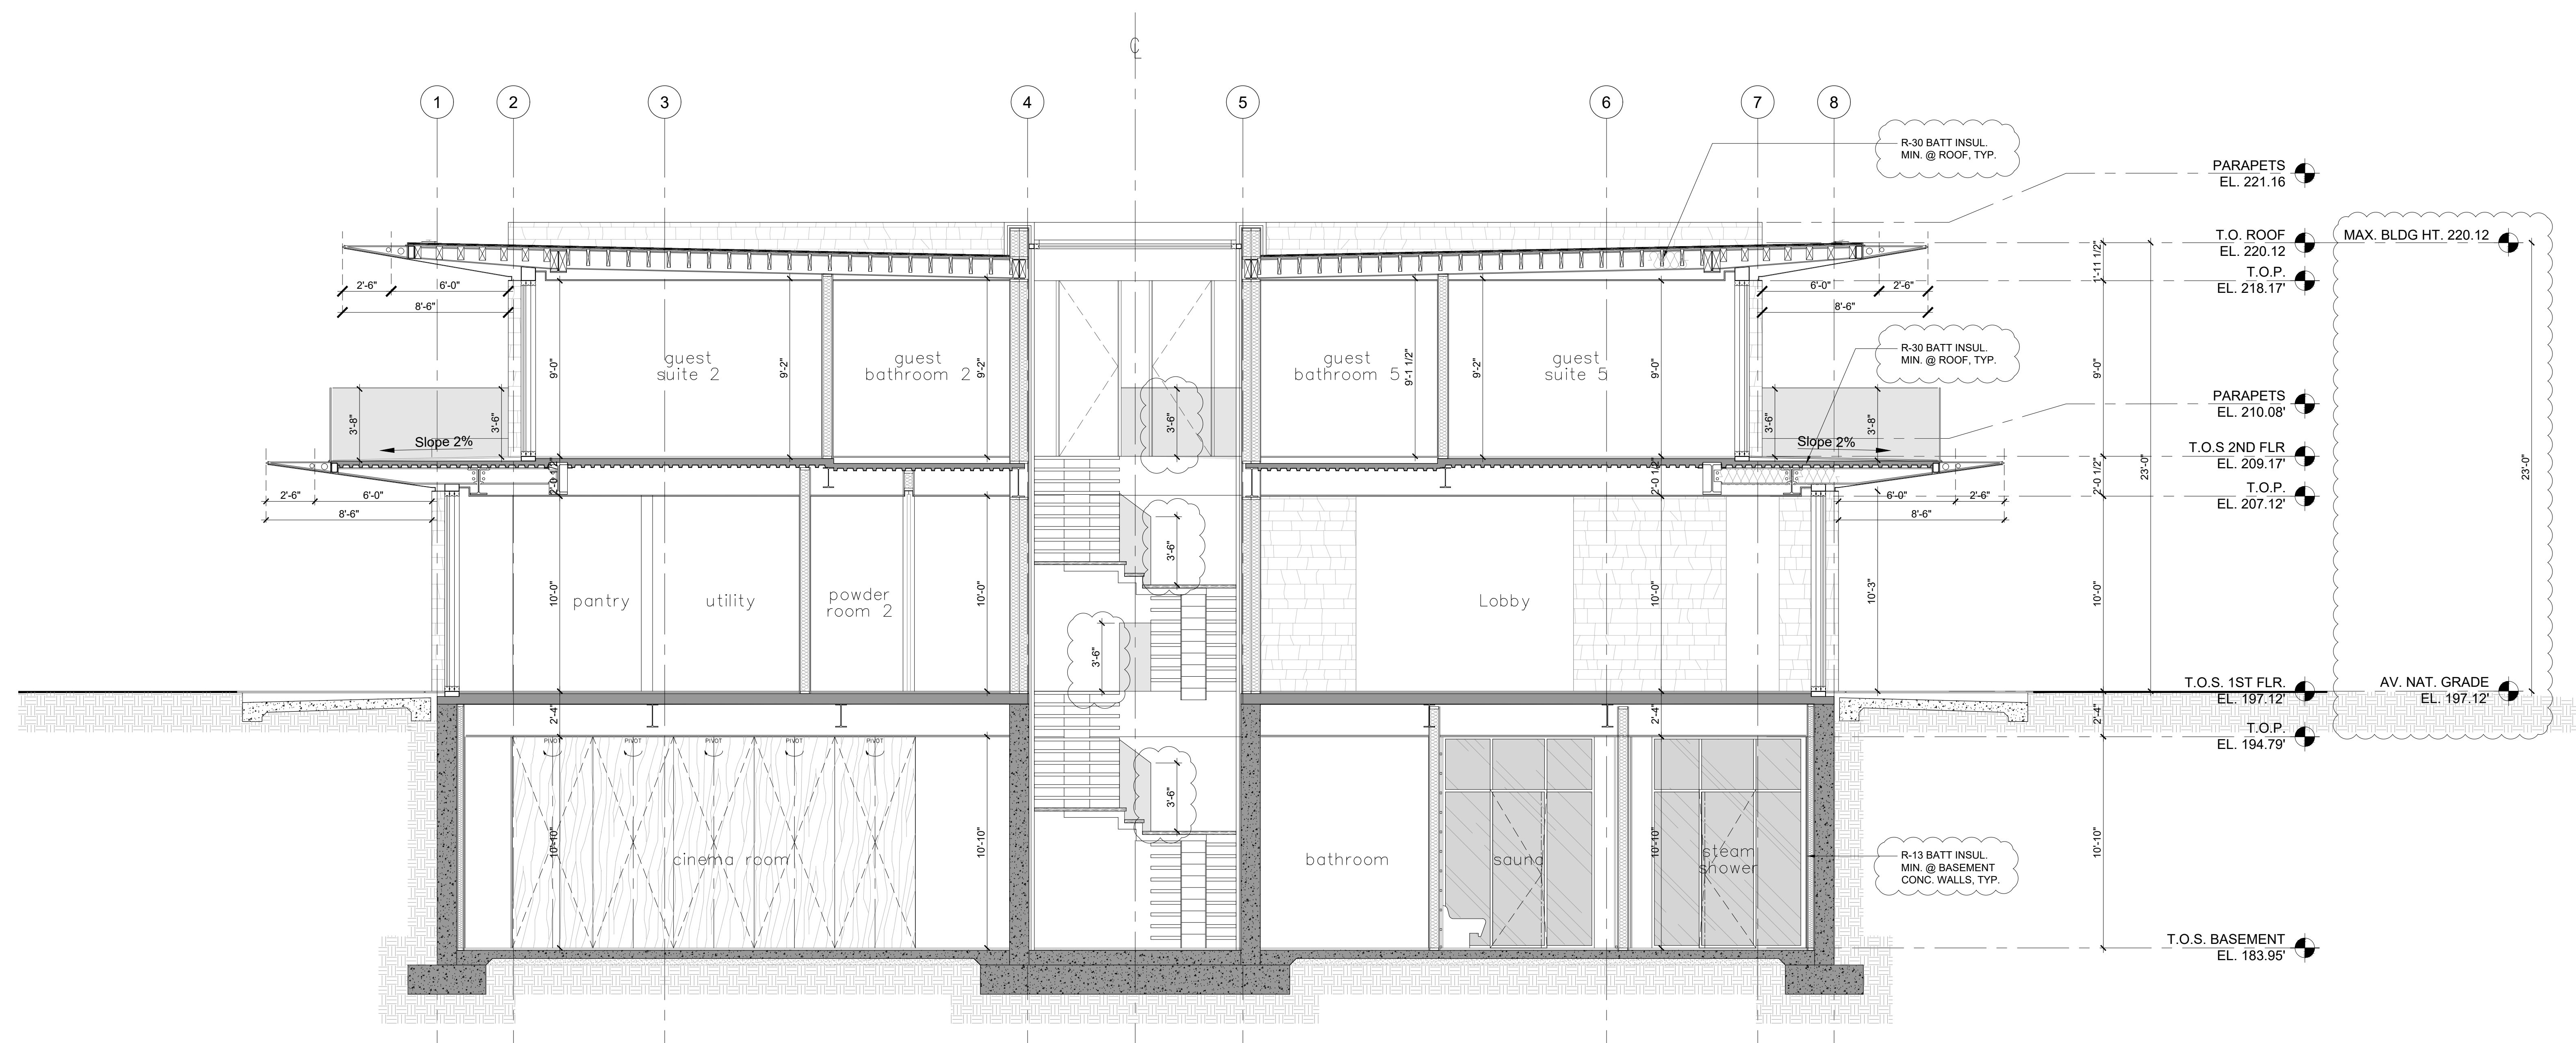 ℄
1
2
3
4
5
6
7
8
R-30 BATT INSUL.
MIN. @ ROOF, TYP.
PARAPETS
EL. 221.16
T.O. ROOF
EL. 220.12
MAX. BLDG HT. 220.12
T.O.P.
EL. 218.17'
1'-11 1/2"
2'-6"
6'-0"
8'-6"
6'-0"
2'-6"
8'-6"
guest
suite 2
guest
bathroom 2
guest
bathroom 5
guest
suite 5
9'-0"
9'-2"
9'-2"
9'-1 1/2"
9'-2"
9'-0"
9'-0"
R-30 BATT INSUL.
MIN. @ ROOF, TYP.
3'-8"
3'-6"
3'-6"
3'-6"
3'-8"
Slope 2%
Slope 2%
PARAPETS
EL. 210.08'
T.O.S 2ND FLR
EL. 209.17'
2'-0 1/2"
2'-0 1/2"
2'-0 1/2"
23'-0"
23'-0"
T.O.P.
EL. 207.12'
2'-6"
6'-0"
8'-6"
6'-0"
2'-6"
8'-6"
3'-6"
pantry
utility
powder
room 2
Lobby
10'-0"
10'-0"
10'-0"
10'-3"
10'-0"
3'-6"
T.O.S. 1ST FLR.
EL. 197.12'
AV. NAT. GRADE
EL. 197.12'
2'-4"
2'-4"
2'-4"
T.O.P.
EL. 194.79'
PIVOT
PIVOT
PIVOT
PIVOT
PIVOT
3'-6"
cinema room
bathroom
sauna
steam
shower
10'-10"
10'-10"
10'-10"
10'-10"
R-13 BATT INSUL.
MIN. @ BASEMENT
CONC. WALLS, TYP.
T.O.S. BASEMENT
EL. 183.95'